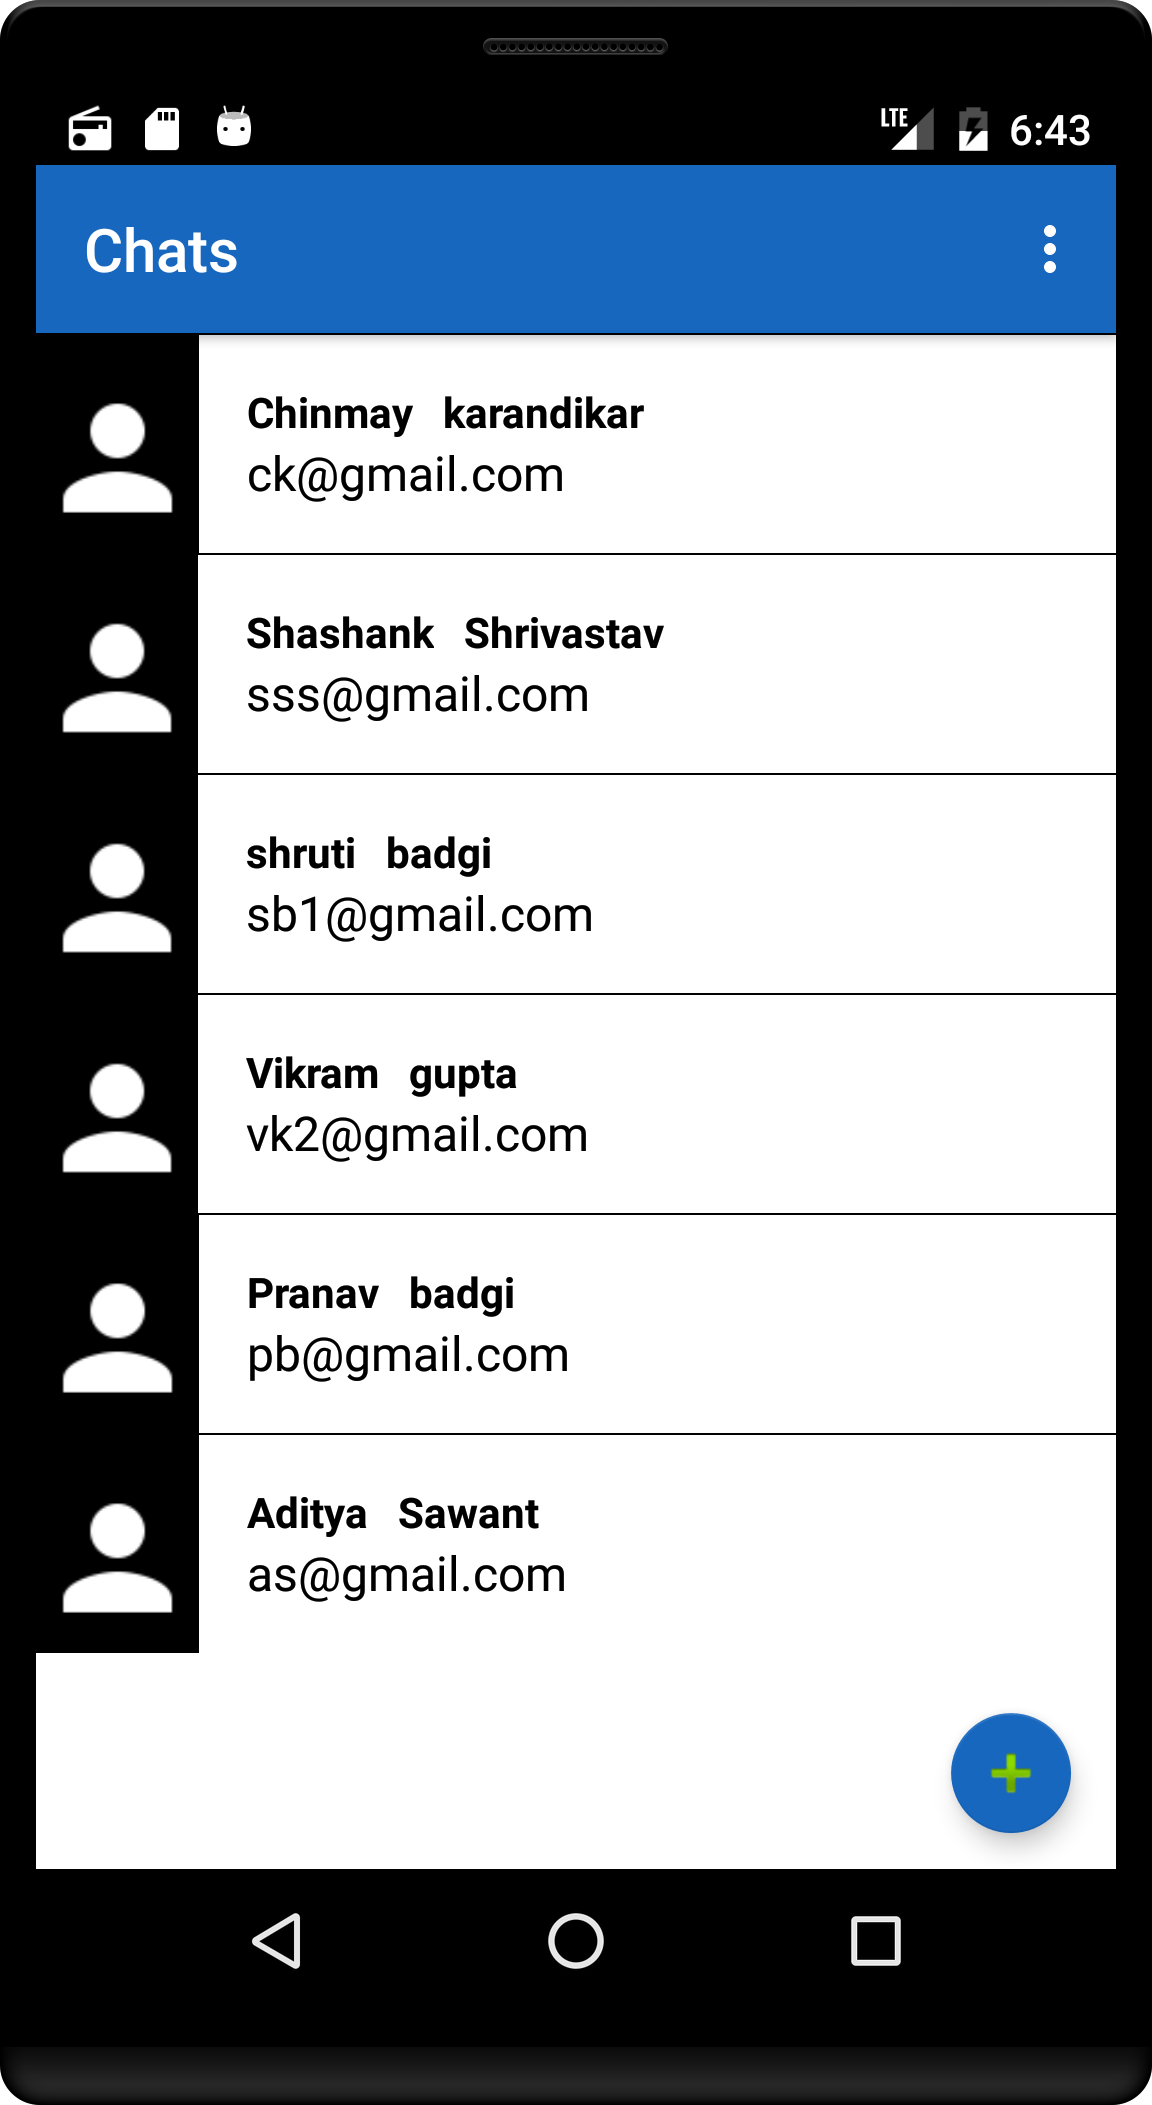 LTE 6:43
Chats
Chinmay karandikar
ck@gmail.com
Shashank Shrivastav
sss@gmail.com
shruti badgi
sb1@gmail.com
Vikram gupta
vk2@gmail.com
Pranav badgi
pb@gmail.com
Aditya Sawant
as@gmail.com